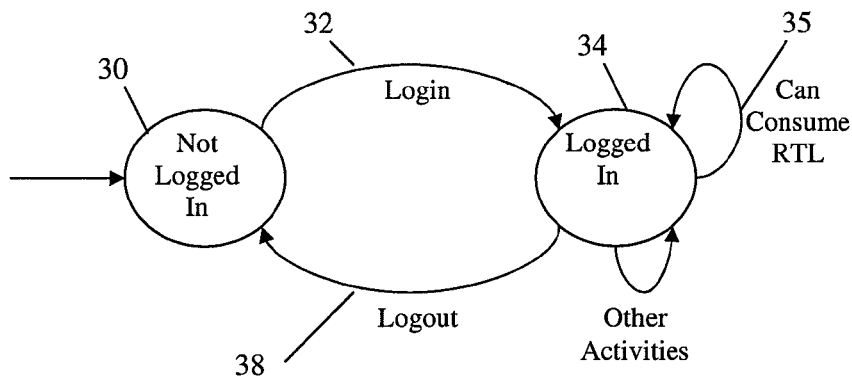 32
34
35
30
Login
Can
Consume
RTL
Not
Logged
In
Logged
In
Logout
Other
Activities
38